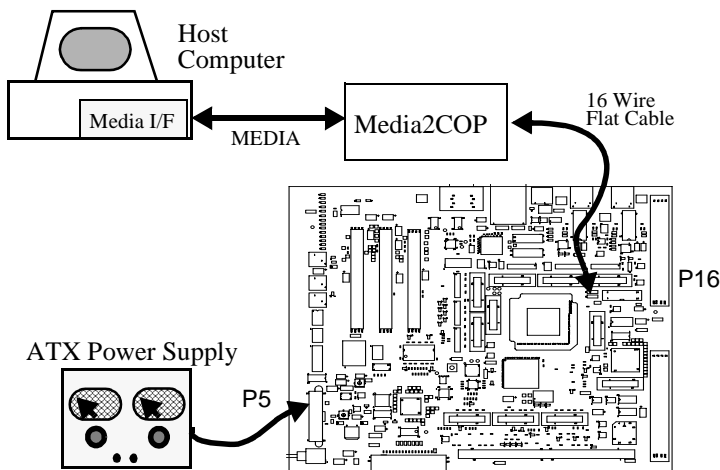 Host
Computer
Media I/F
MEDIA
Media2COP
16 Wire
Flat Cable
P16
ATX Power Supply
P5